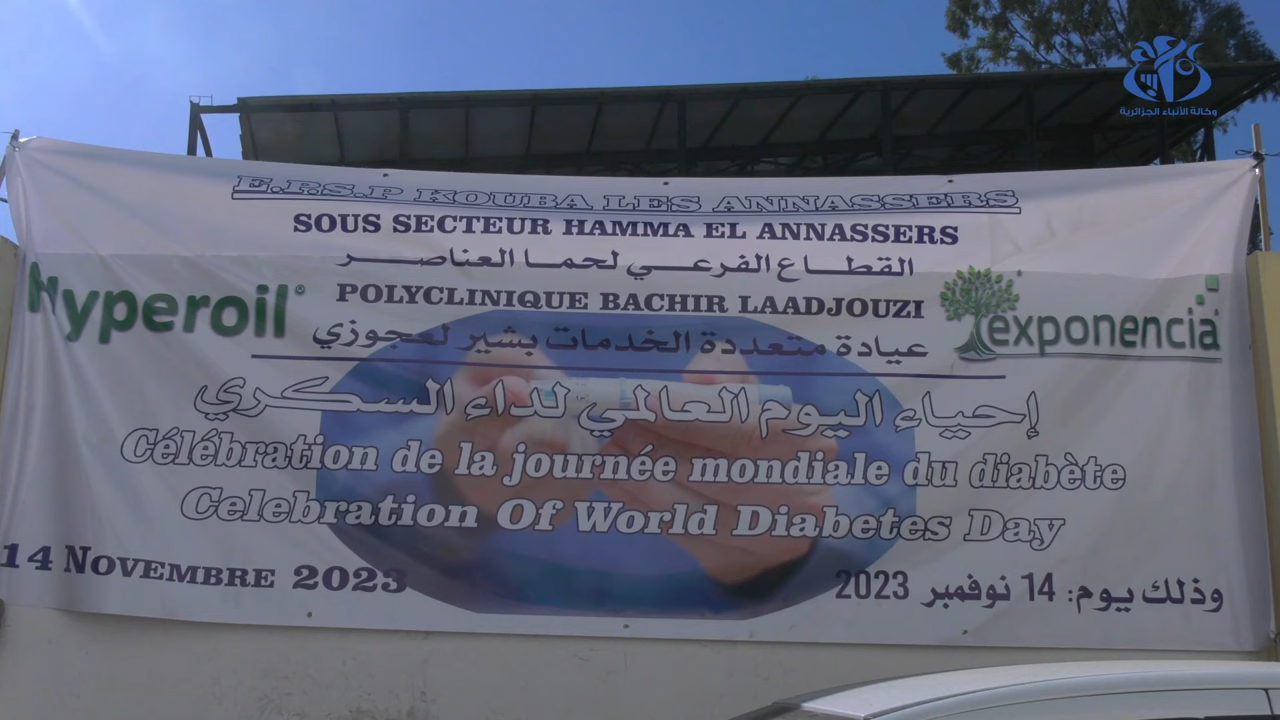 وكالة الأنباء الجزائرية
E.P.S.P KOUBA LES ANNASSERS
SOUS SECTEUR HAMMA EL ANNASSERS
القطاع الفرعي لحما العناصر
Hyperoil®
POLYCLINIQUE BACHIR LAADJOUZI
exponencia
عيادة متعددة الخدمات بشير لعجوزي
إحياء اليوم العالمي لداء السكري
Célébration de la journée mondiale du diabète
Celebration Of World Diabetes Day
14 NOVEMBRE 2023
وذلك يوم: 14 نوفمبر 2023